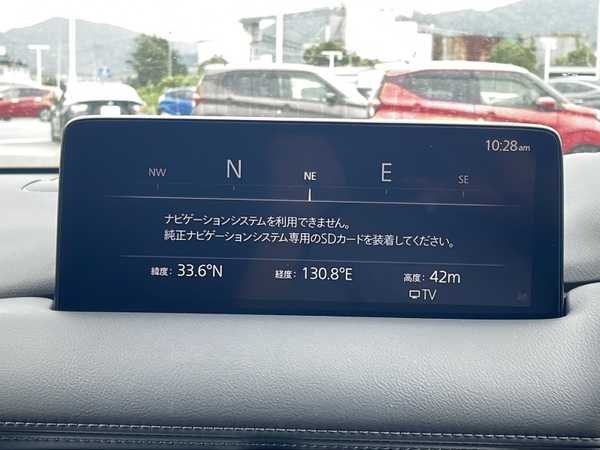 10:28am
NW N NE E SE
ナビゲーションシステムを利用できません。
純正ナビゲーションシステム専用のSDカードを装着してください。
緯度: 33.6°N 経度: 130.8°E 高度: 42m
TV